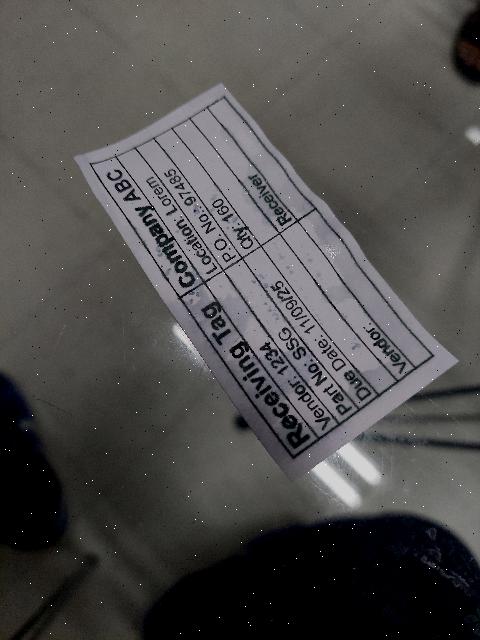 Receiving Tag Company ABC
Vendor: 1234 Location: Lorem
Part No: SSG P.O. No.: 97485
Due Date: 11/09/25 Qty: 160
Vendor: Receiver